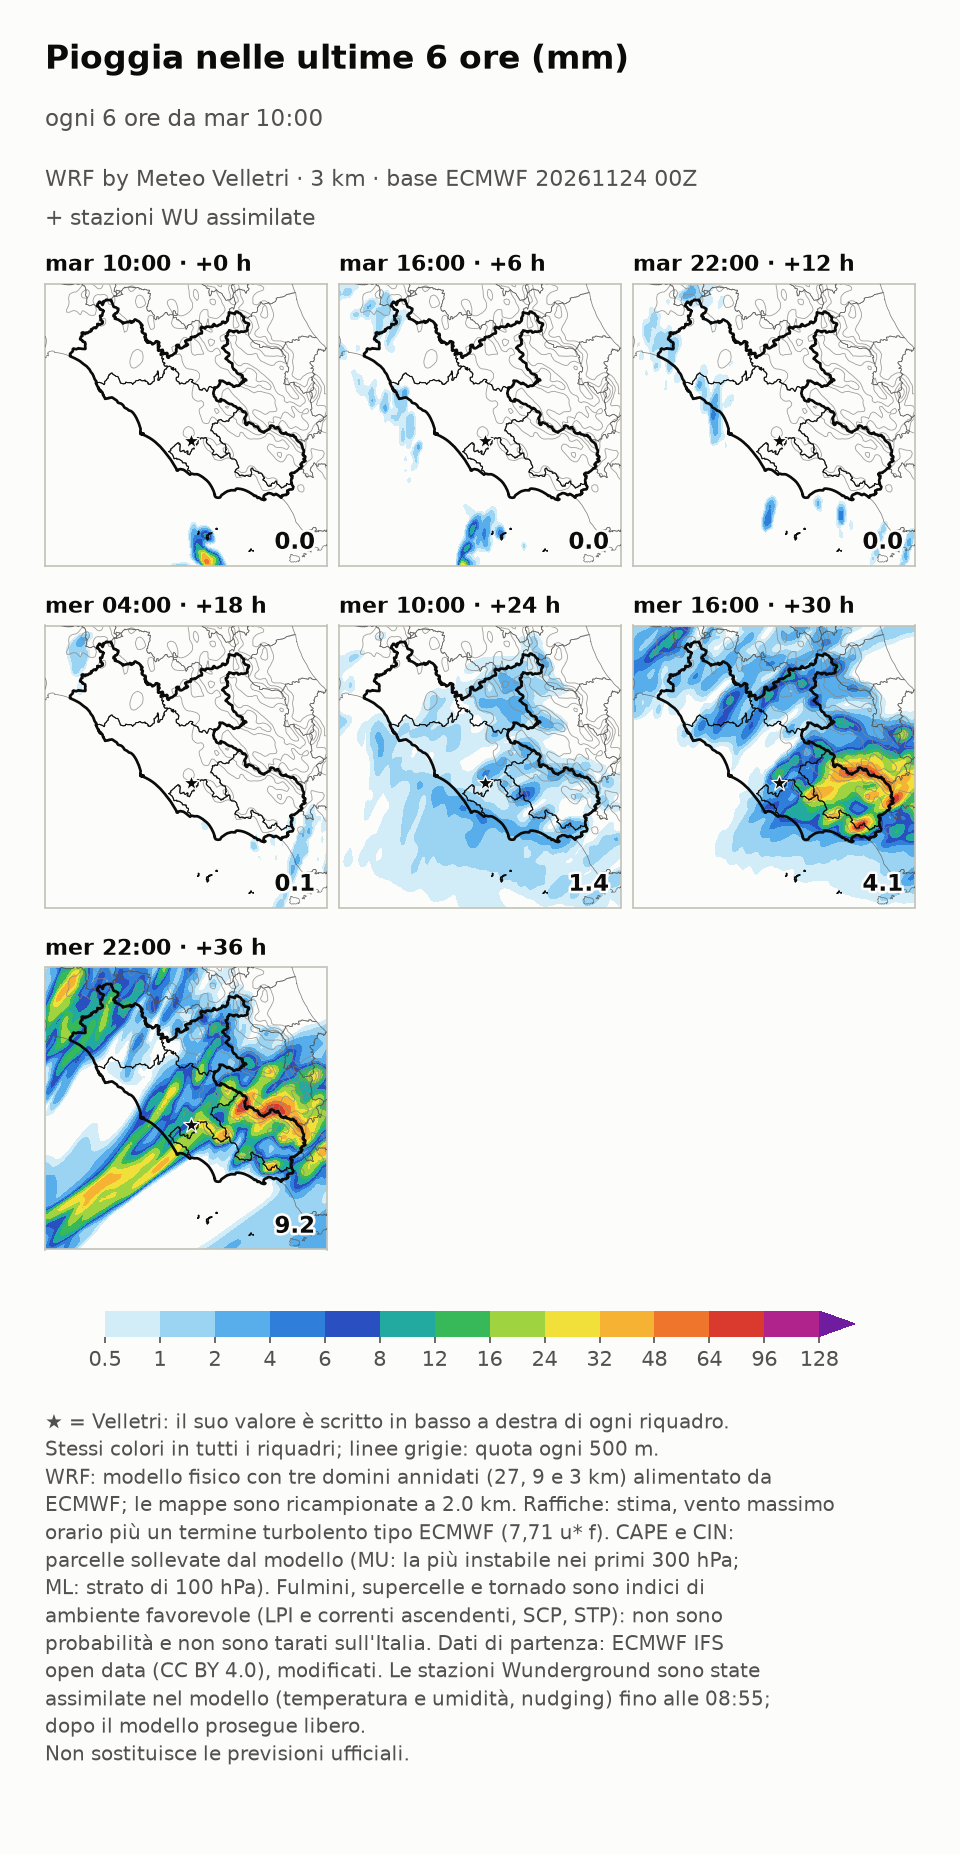 Pioggia nelle ultime 6 ore (mm)
ogni 6 ore da mar 10:00
WRF by Meteo Velletri · 3 km · base ECMWF 20261124 00Z
+ stazioni WU assimilate
mar 10:00 · +0 h
mar 16:00 · +6 h
mar 22:00 · +12 h
0.0
0.0
0.0
mer 04:00 · +18 h
mer 10:00 · +24 h
mer 16:00 · +30 h
0.1
1.4
4.1
mer 22:00 · +36 h
9.2
0.5 1 2 4 6 8 12 16 24 32 48 64 96 128
★ = Velletri: il suo valore è scritto in basso a destra di ogni riquadro.
Stessi colori in tutti i riquadri; linee grigie: quota ogni 500 m.
WRF: modello fisico con tre domini annidati (27, 9 e 3 km) alimentato da
ECMWF; le mappe sono ricampionate a 2.0 km. Raffiche: stima, vento massimo
orario più un termine turbolento tipo ECMWF (7,71 u* f). CAPE e CIN:
parcelle sollevate dal modello (MU: la più instabile nei primi 300 hPa;
ML: strato di 100 hPa). Fulmini, supercelle e tornado sono indici di
ambiente favorevole (LPI e correnti ascendenti, SCP, STP): non sono
probabilità e non sono tarati sull'Italia. Dati di partenza: ECMWF IFS
open data (CC BY 4.0), modificati. Le stazioni Wunderground sono state
assimilate nel modello (temperatura e umidità, nudging) fino alle 08:55;
dopo il modello prosegue libero.
Non sostituisce le previsioni ufficiali.